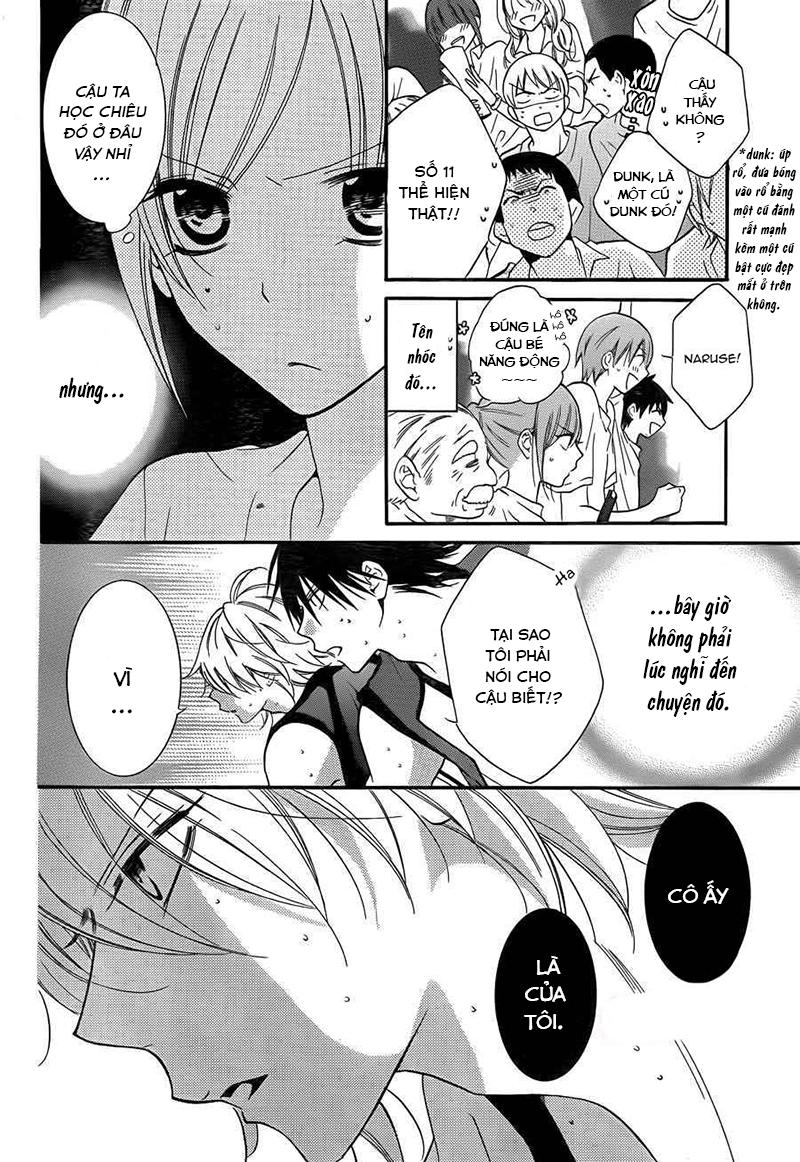 CẬU
THẤY
KHÔNG
?
XÔN
XAO
DUNK, LÀ
MỘT CÚ
DUNK ĐÓ!
SỐ 11
THỂ HIỆN
THẬT!!
*dunk: úp
rổ, đưa bóng
vào rổ bằng
một cú đánh
rất mạnh
kèm một cú
bật cực đẹp
mắt ở trên
không.
CẬU TA
HỌC CHIÊU
ĐÓ Ở ĐÂU
VẬY NHỈ
...
nhưng...
NARUSE!
ĐÚNG LÀ
CẬU BÉ
NĂNG ĐỘNG
~~~~
hô
hô
hô
Tên
nhóc
đó...
...bây giờ
không phải
lúc nghĩ đến
chuyện đó.
Ha
TẠI SAO
TÔI PHẢI
NÓI CHO
CẬU BIẾT!?
VÌ
...
CÔ ẤY
LÀ
CỦA
TÔI.